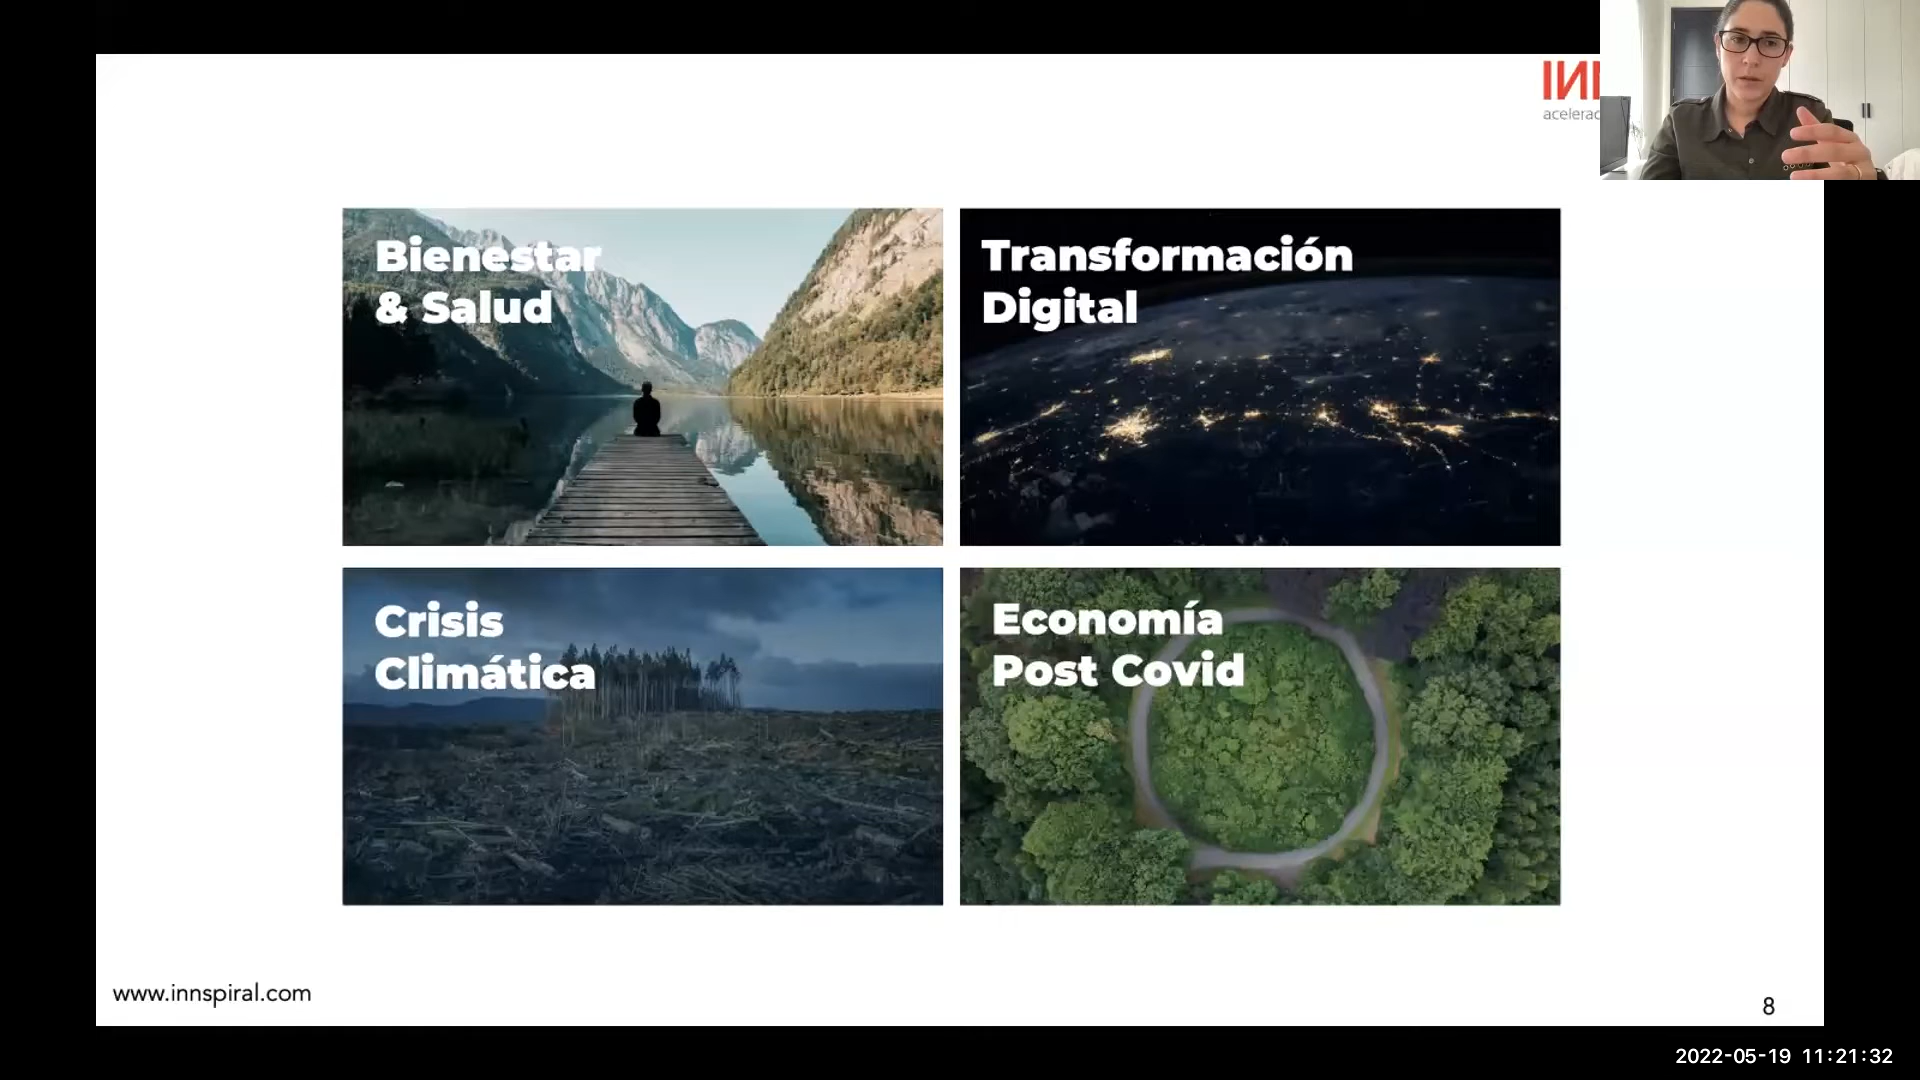 Bienestar
& Salud
Transformación
Digital
Crisis
Climática
Economía
Post Covid
www.innspiral.com
8
2022-05-19 11:21:32